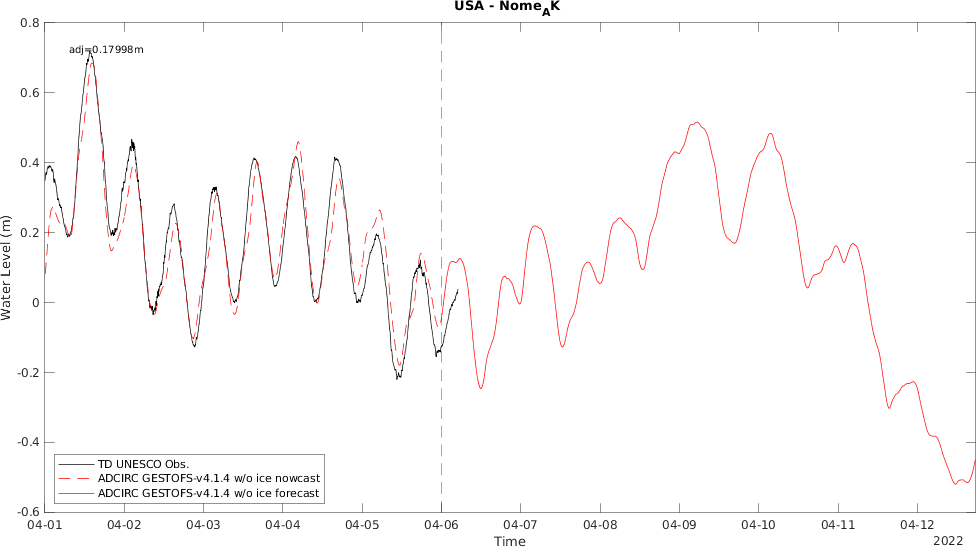 USA - Nome_AK
adj=0.17998m
0.8
0.6
0.4
0.2
0
-0.2
-0.4
-0.6
Water Level (m)
TD UNESCO Obs.
ADCIRC GESTOFS-v4.1.4 w/o ice nowcast
ADCIRC GESTOFS-v4.1.4 w/o ice forecast
04-01 04-02 04-03 04-04 04-05 04-06 04-07 04-08 04-09 04-10 04-11 04-12
Time
2022